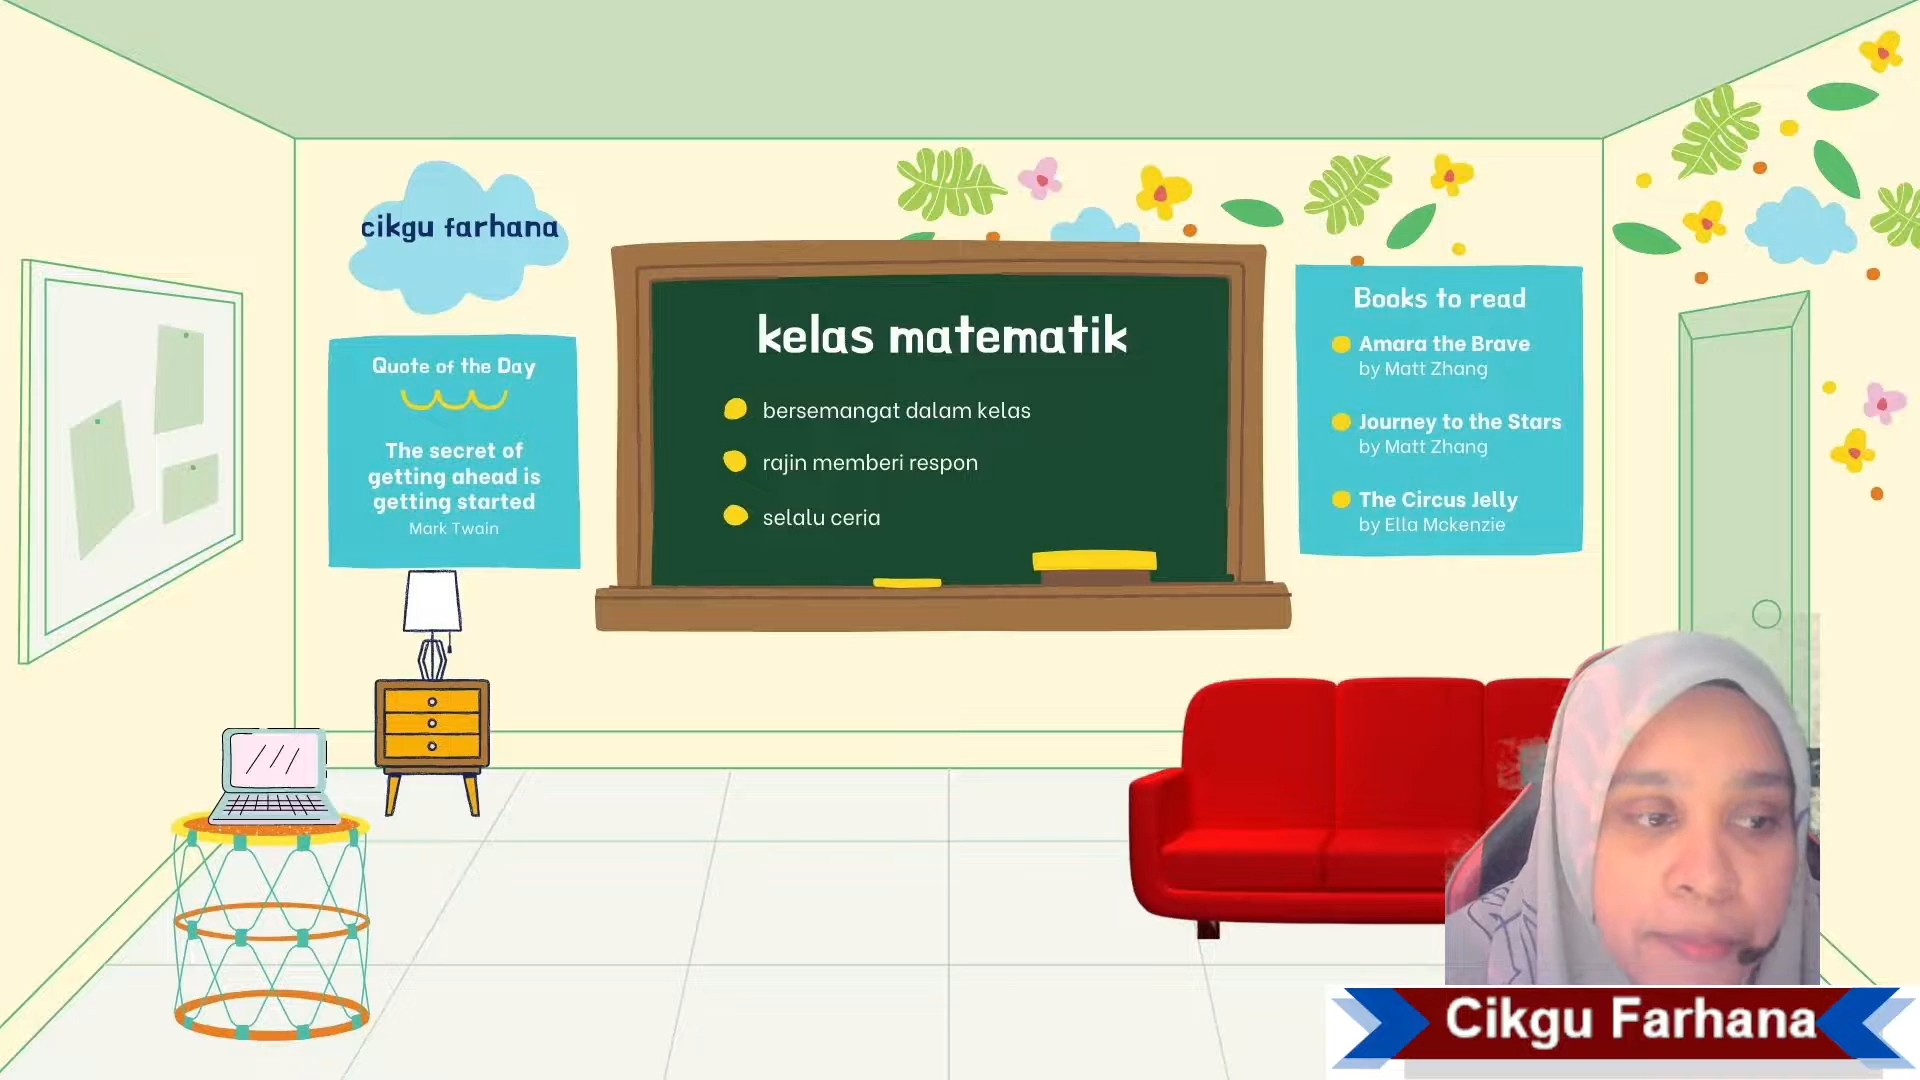 cikgu farhana
Quote of the Day
The secret of
getting ahead is
getting started
Mark Twain
kelas matematik
bersemangat dalam kelas
rajin memberi respon
selalu ceria
Books to read
Amara the Brave
by Matt Zhang
Journey to the Stars
by Matt Zhang
The Circus Jelly
by Ella Mckenzie
Cikgu Farhana